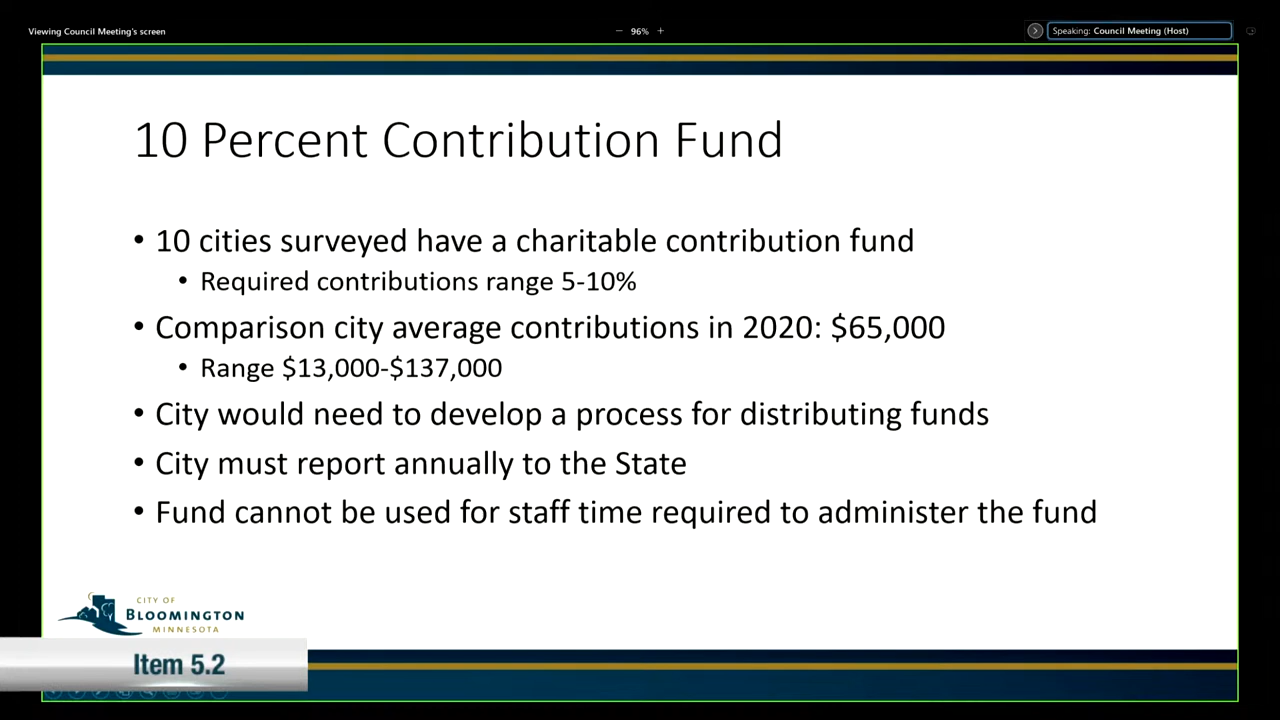 Viewing Council Meeting's screen
− 96% +
Speaking: Council Meeting (Host)
10 Percent Contribution Fund
• 10 cities surveyed have a charitable contribution fund
• Required contributions range 5-10%
• Comparison city average contributions in 2020: $65,000
• Range $13,000-$137,000
• City would need to develop a process for distributing funds
• City must report annually to the State
• Fund cannot be used for staff time required to administer the fund
CITY OF
BLOOMINGTON
MINNESOTA
Item 5.2